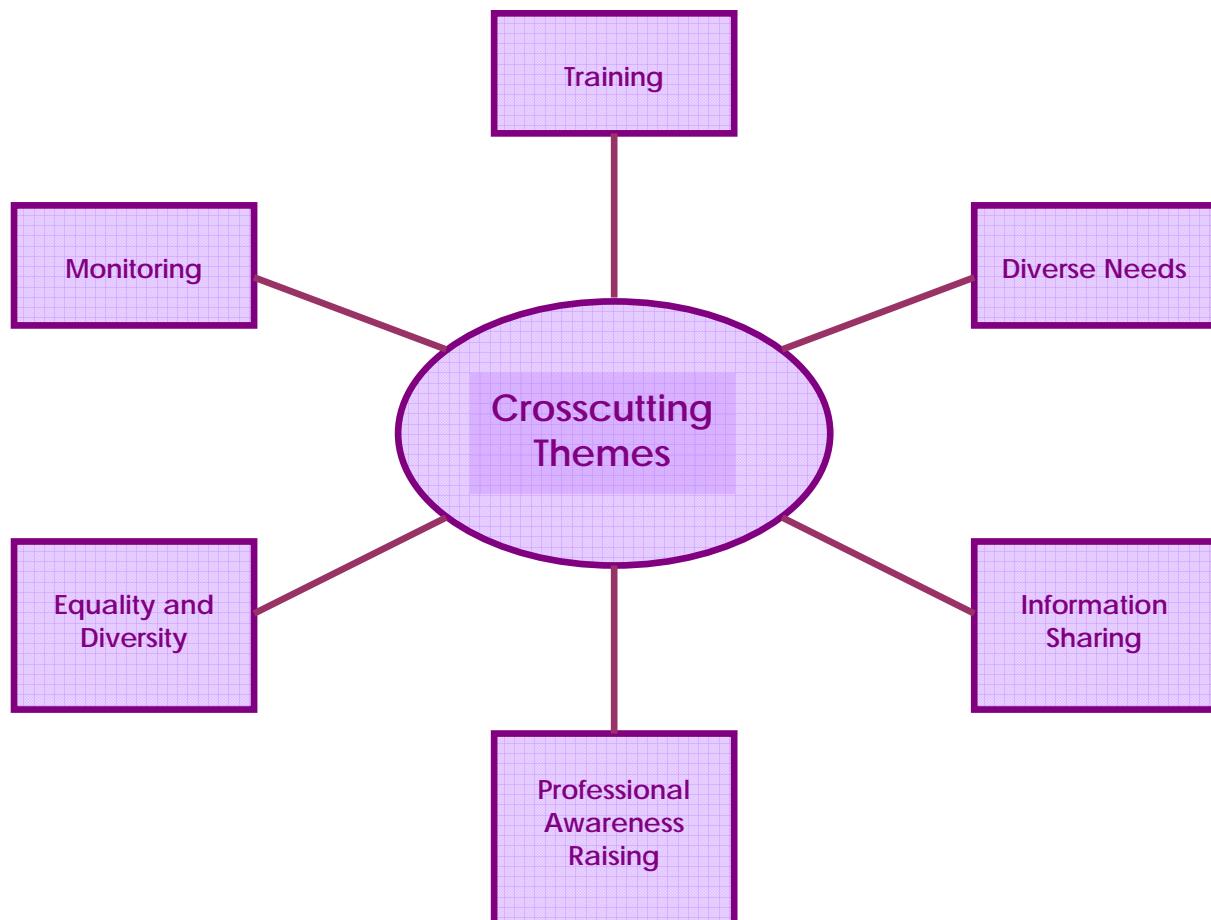 Training
Monitoring
Diverse Needs
Crosscutting
Themes
Equality and
Diversity
Information
Sharing
Professional
Awareness
Raising